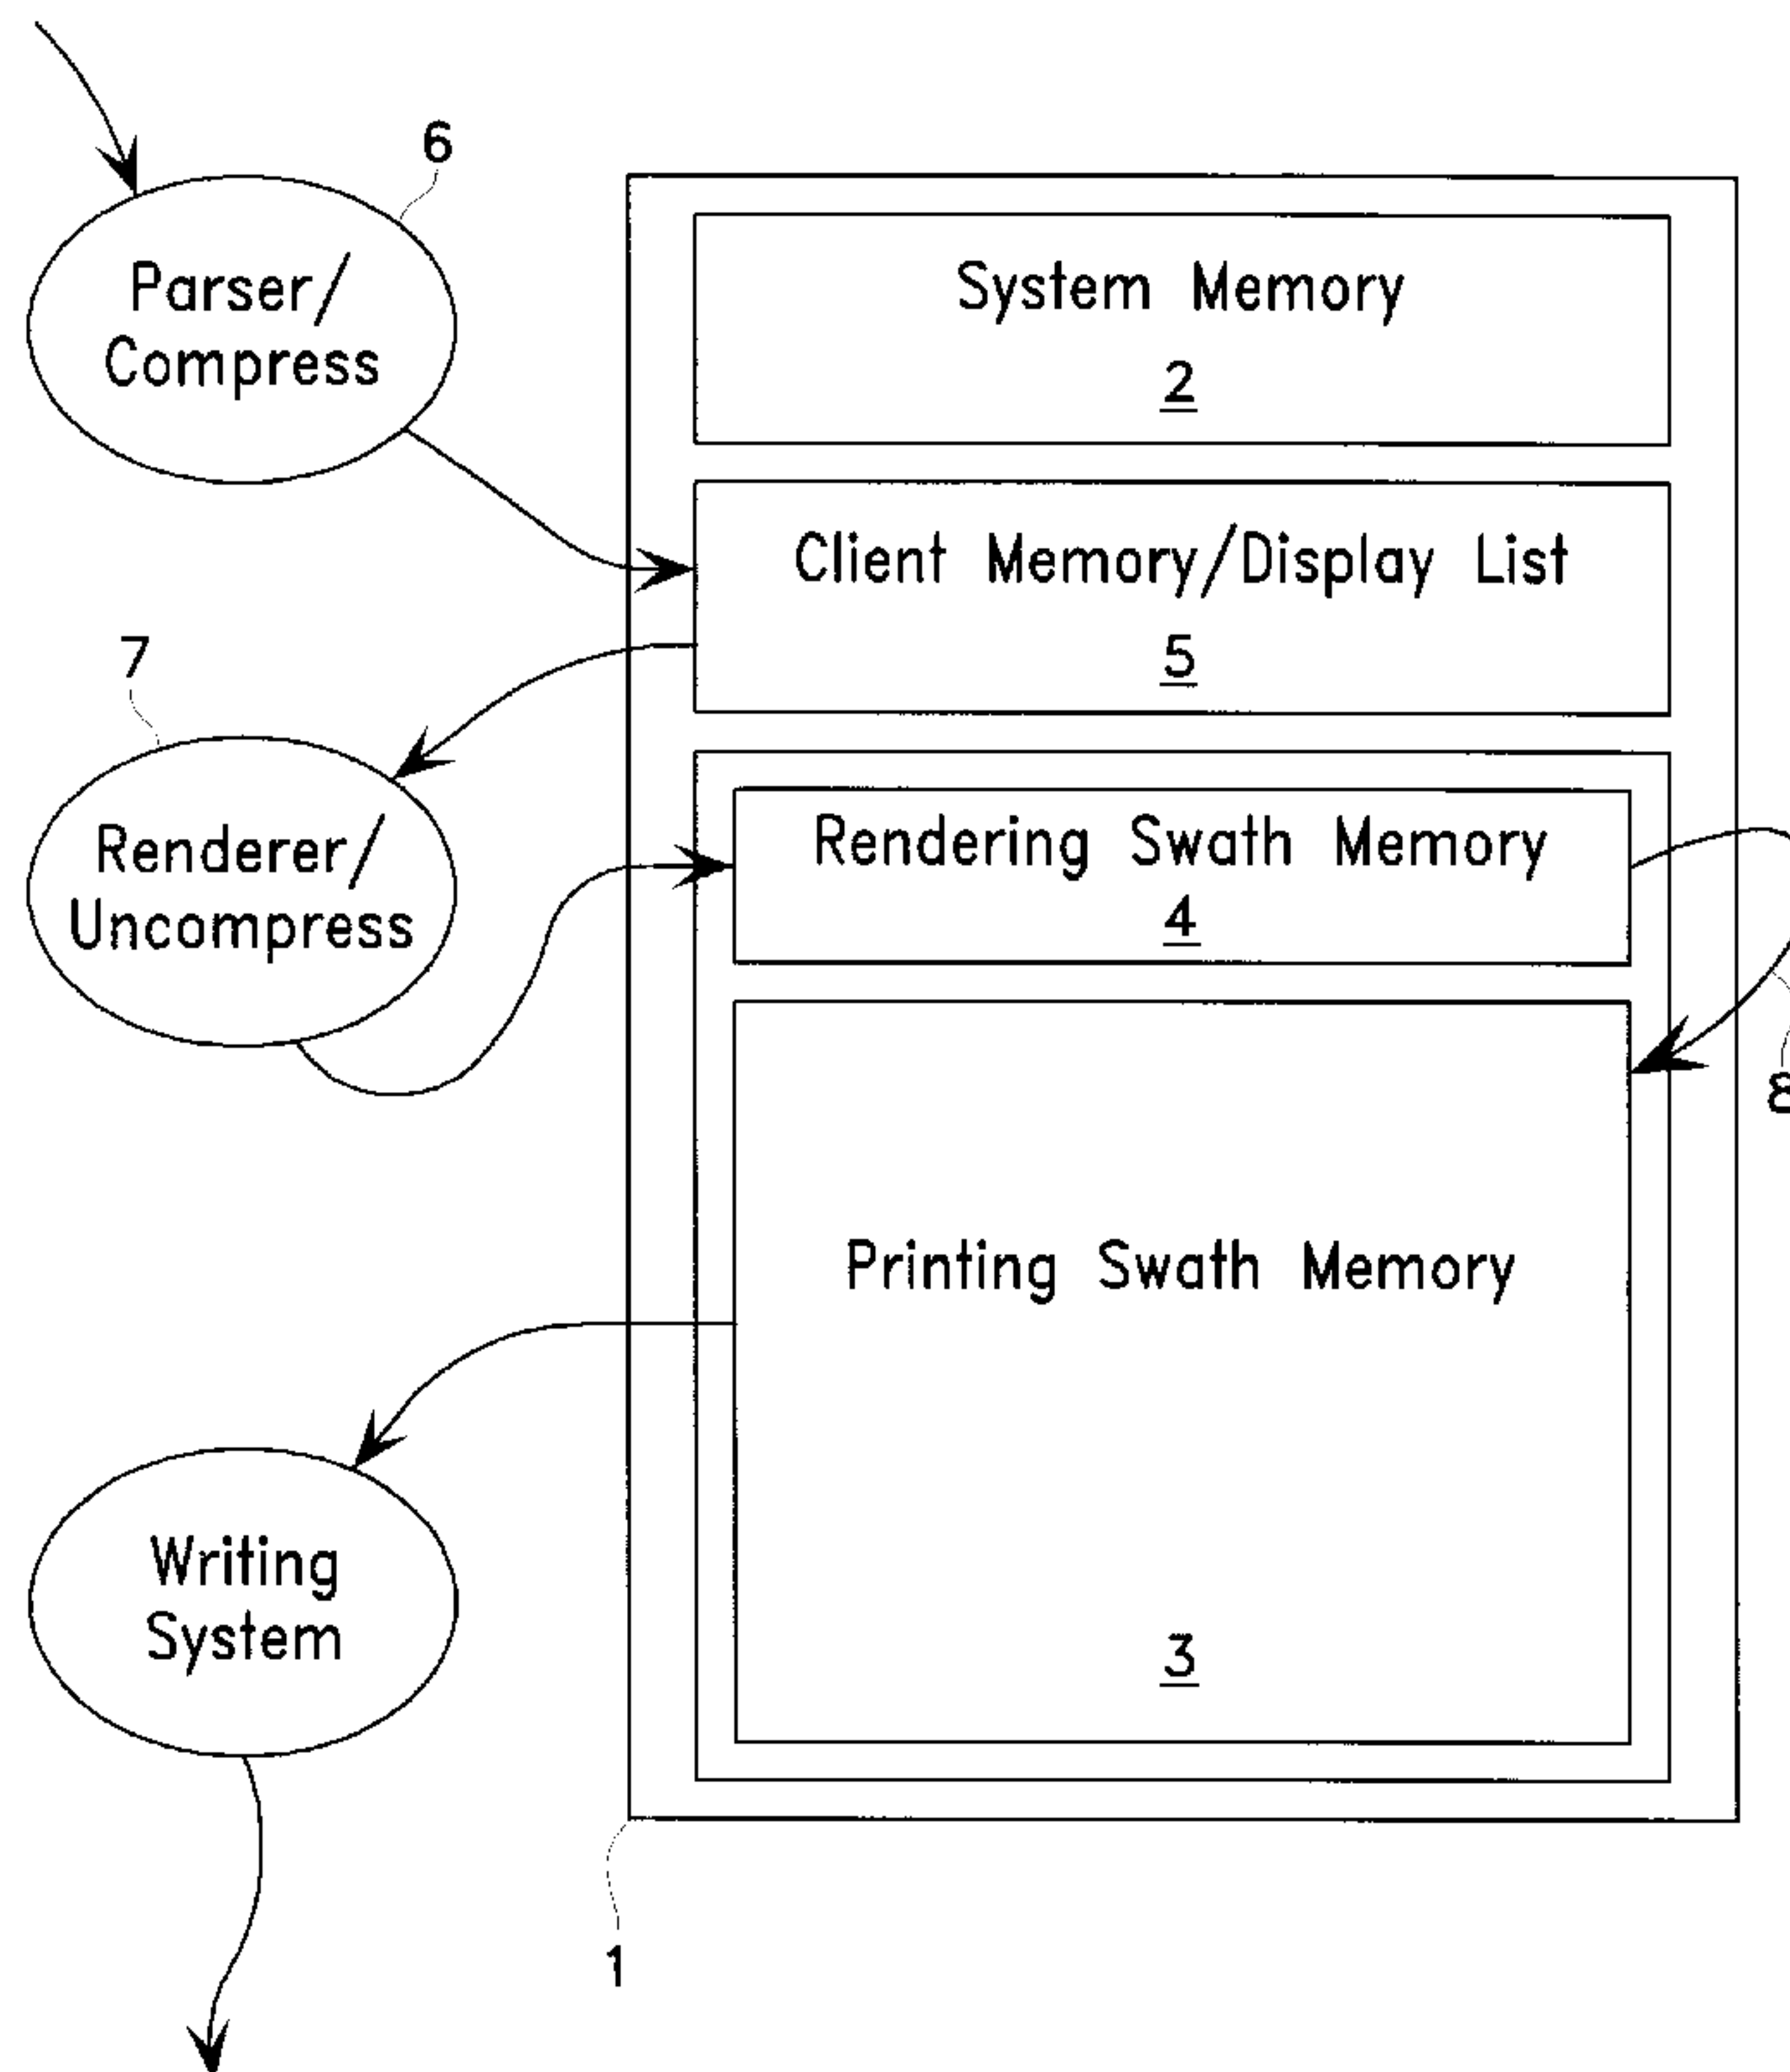 6
Parser/
Compress
System Memory
2
Client Memory/Display List
5
7
Renderer/
Uncompress
Rendering Swath Memory
4
8
Printing Swath Memory
3
Writing
System
1